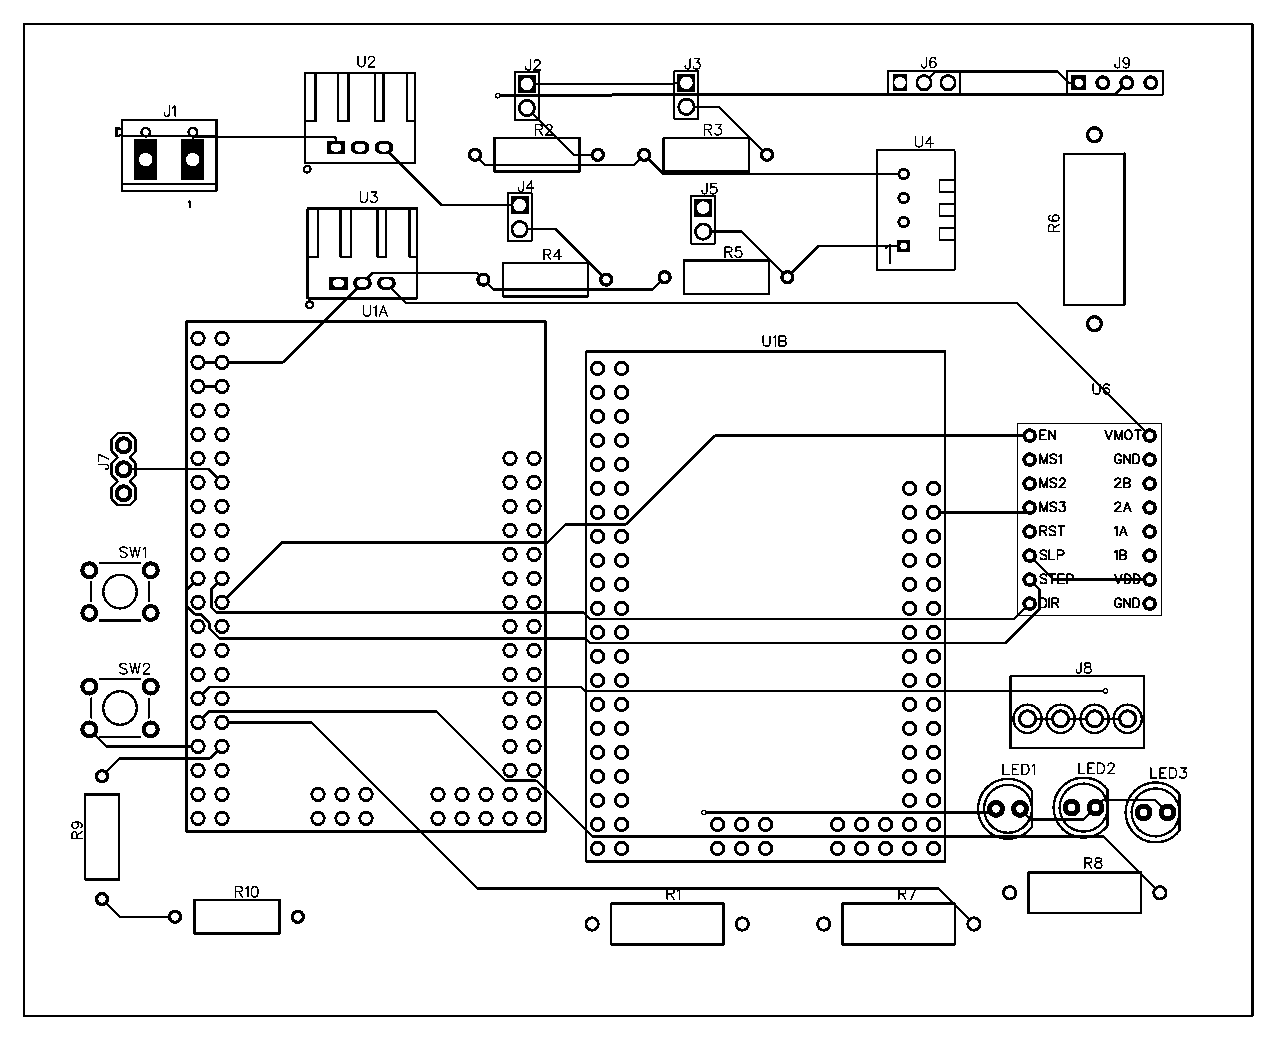 U2
J2
J3
J6
J9
J1
R2
R3
U4
J4
J5
1
U3
R6
1
R4
R5
U1A
U1B
U6
EN VMOT
MS1 GND
J7
MS2 2B
MS3 2A
RST 1A
SW1
SLP 1B
STEP VDD
DIR GND
SW2
J8
LED1
LED2
LED3
R9
R8
R10
R1
R7